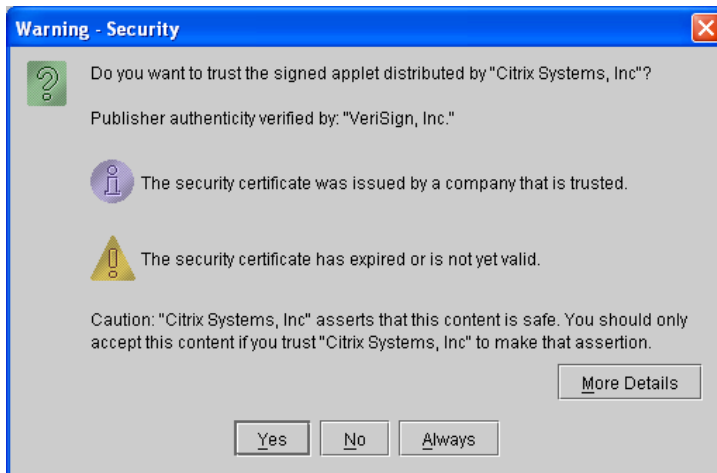 Warning - Security
Do you want to trust the signed applet distributed by "Citrix Systems, Inc"?
Publisher authenticity verified by: "VeriSign, Inc."
The security certificate was issued by a company that is trusted.
The security certificate has expired or is not yet valid.
Caution: "Citrix Systems, Inc" asserts that this content is safe. You should only
accept this content if you trust "Citrix Systems, Inc" to make that assertion.
More Details
Yes No Always